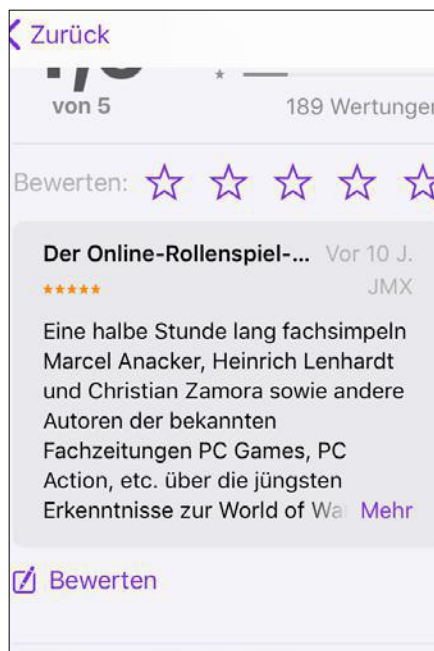 Zurück
von 5
189 Wertungen
Bewerten:
Der Online-Rollenspiel-... Vor 10 J.
JMX
Eine halbe Stunde lang fachsimpeln
Marcel Anacker, Heinrich Lenhardt
und Christian Zamora sowie andere
Autoren der bekannten
Fachzeitungen PC Games, PC
Action, etc. über die jüngsten
Erkenntnisse zur World of Wa Mehr
Bewerten